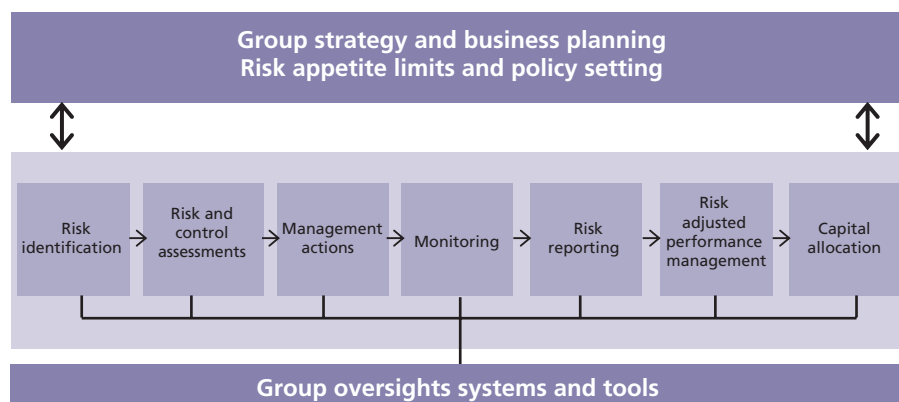 Group strategy and business planning
Risk appetite limits and policy setting
Risk
identification
Risk and
control
assessments
Management
actions
Monitoring
Risk
reporting
Risk
adjusted
performance
management
Capital
allocation
Group oversights systems and tools